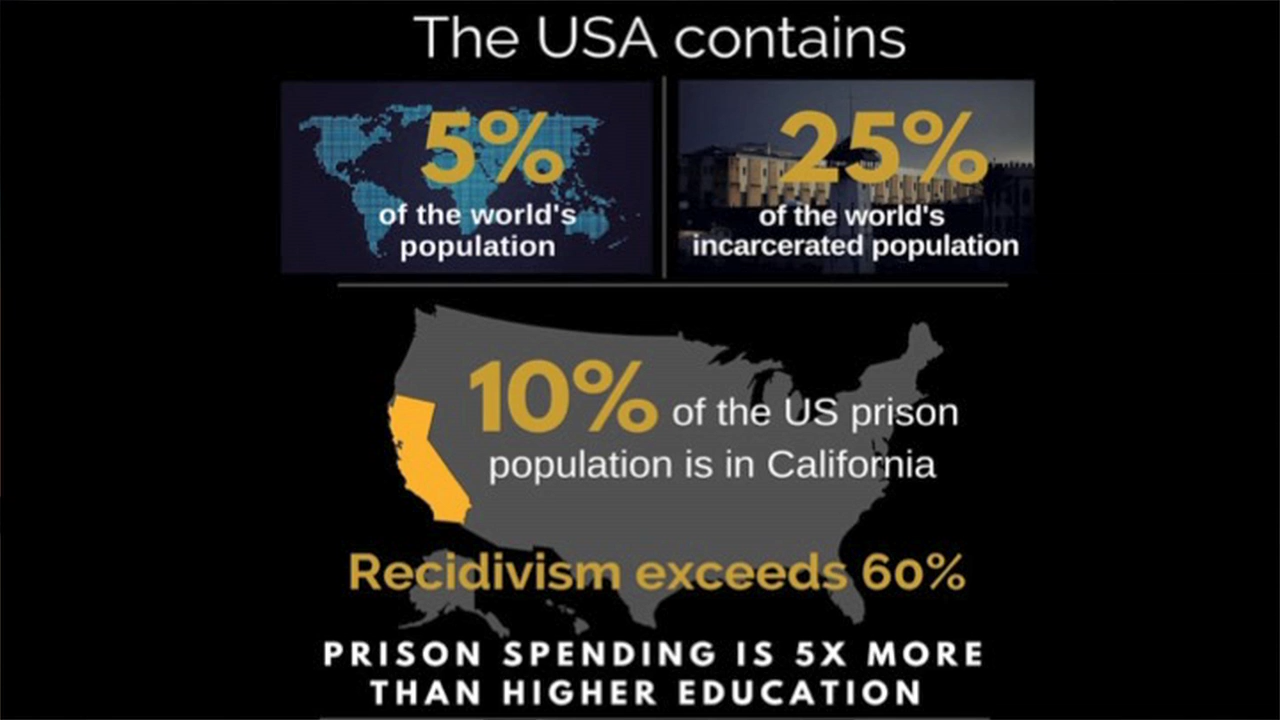 The USA contains
5%
of the world's
population
25%
of the world's
incarcerated population
10% of the US prison
population is in California
Recidivism exceeds 60%
PRISON SPENDING IS 5X MORE
THAN HIGHER EDUCATION